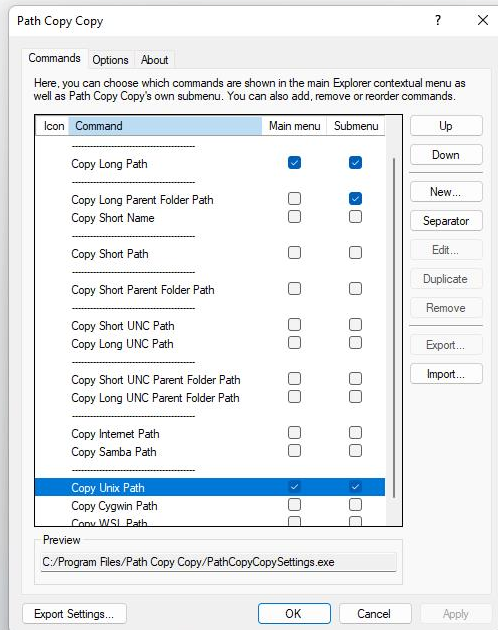 Path Copy Copy
?
Commands Options About
Here, you can choose which commands are shown in the main Explorer contextual menu as
well as Path Copy Copy's own submenu. You can also add, remove or reorder commands.
Icon Command Main menu Submenu Up
Down
Copy Long Path
New...
Copy Long Parent Folder Path
Copy Short Name Separator
Edit...
Copy Short Path
Duplicate
Copy Short Parent Folder Path
Remove
Copy Short UNC Path
Copy Long UNC Path Export...
Import...
Copy Short UNC Parent Folder Path
Copy Long UNC Parent Folder Path
Copy Internet Path
Copy Samba Path
Copy Unix Path
Copy Cygwin Path
Copy WSL Path
Preview
C:/Program Files/Path Copy Copy/PathCopyCopySettings.exe
Export Settings... OK Cancel Apply